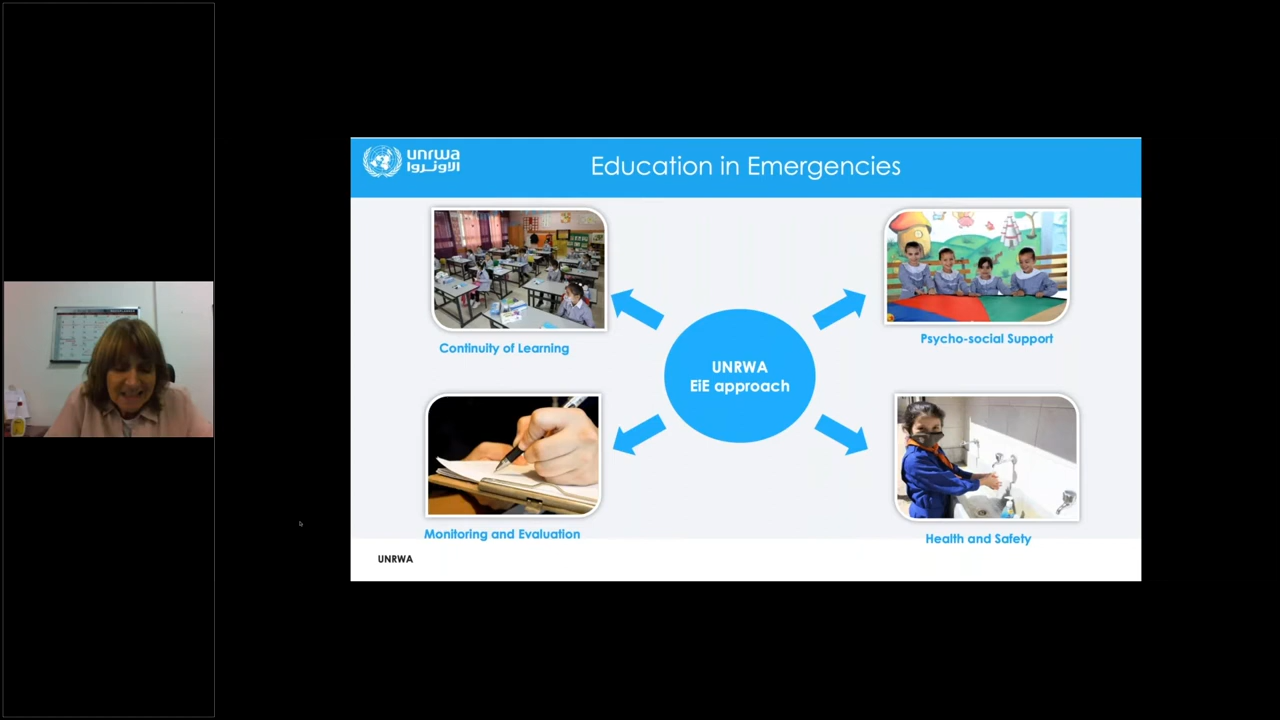 unrwa
الأونروا
Education in Emergencies
Continuity of Learning
Psycho-social Support
UNRWA
EiE approach
Monitoring and Evaluation
Health and Safety
UNRWA